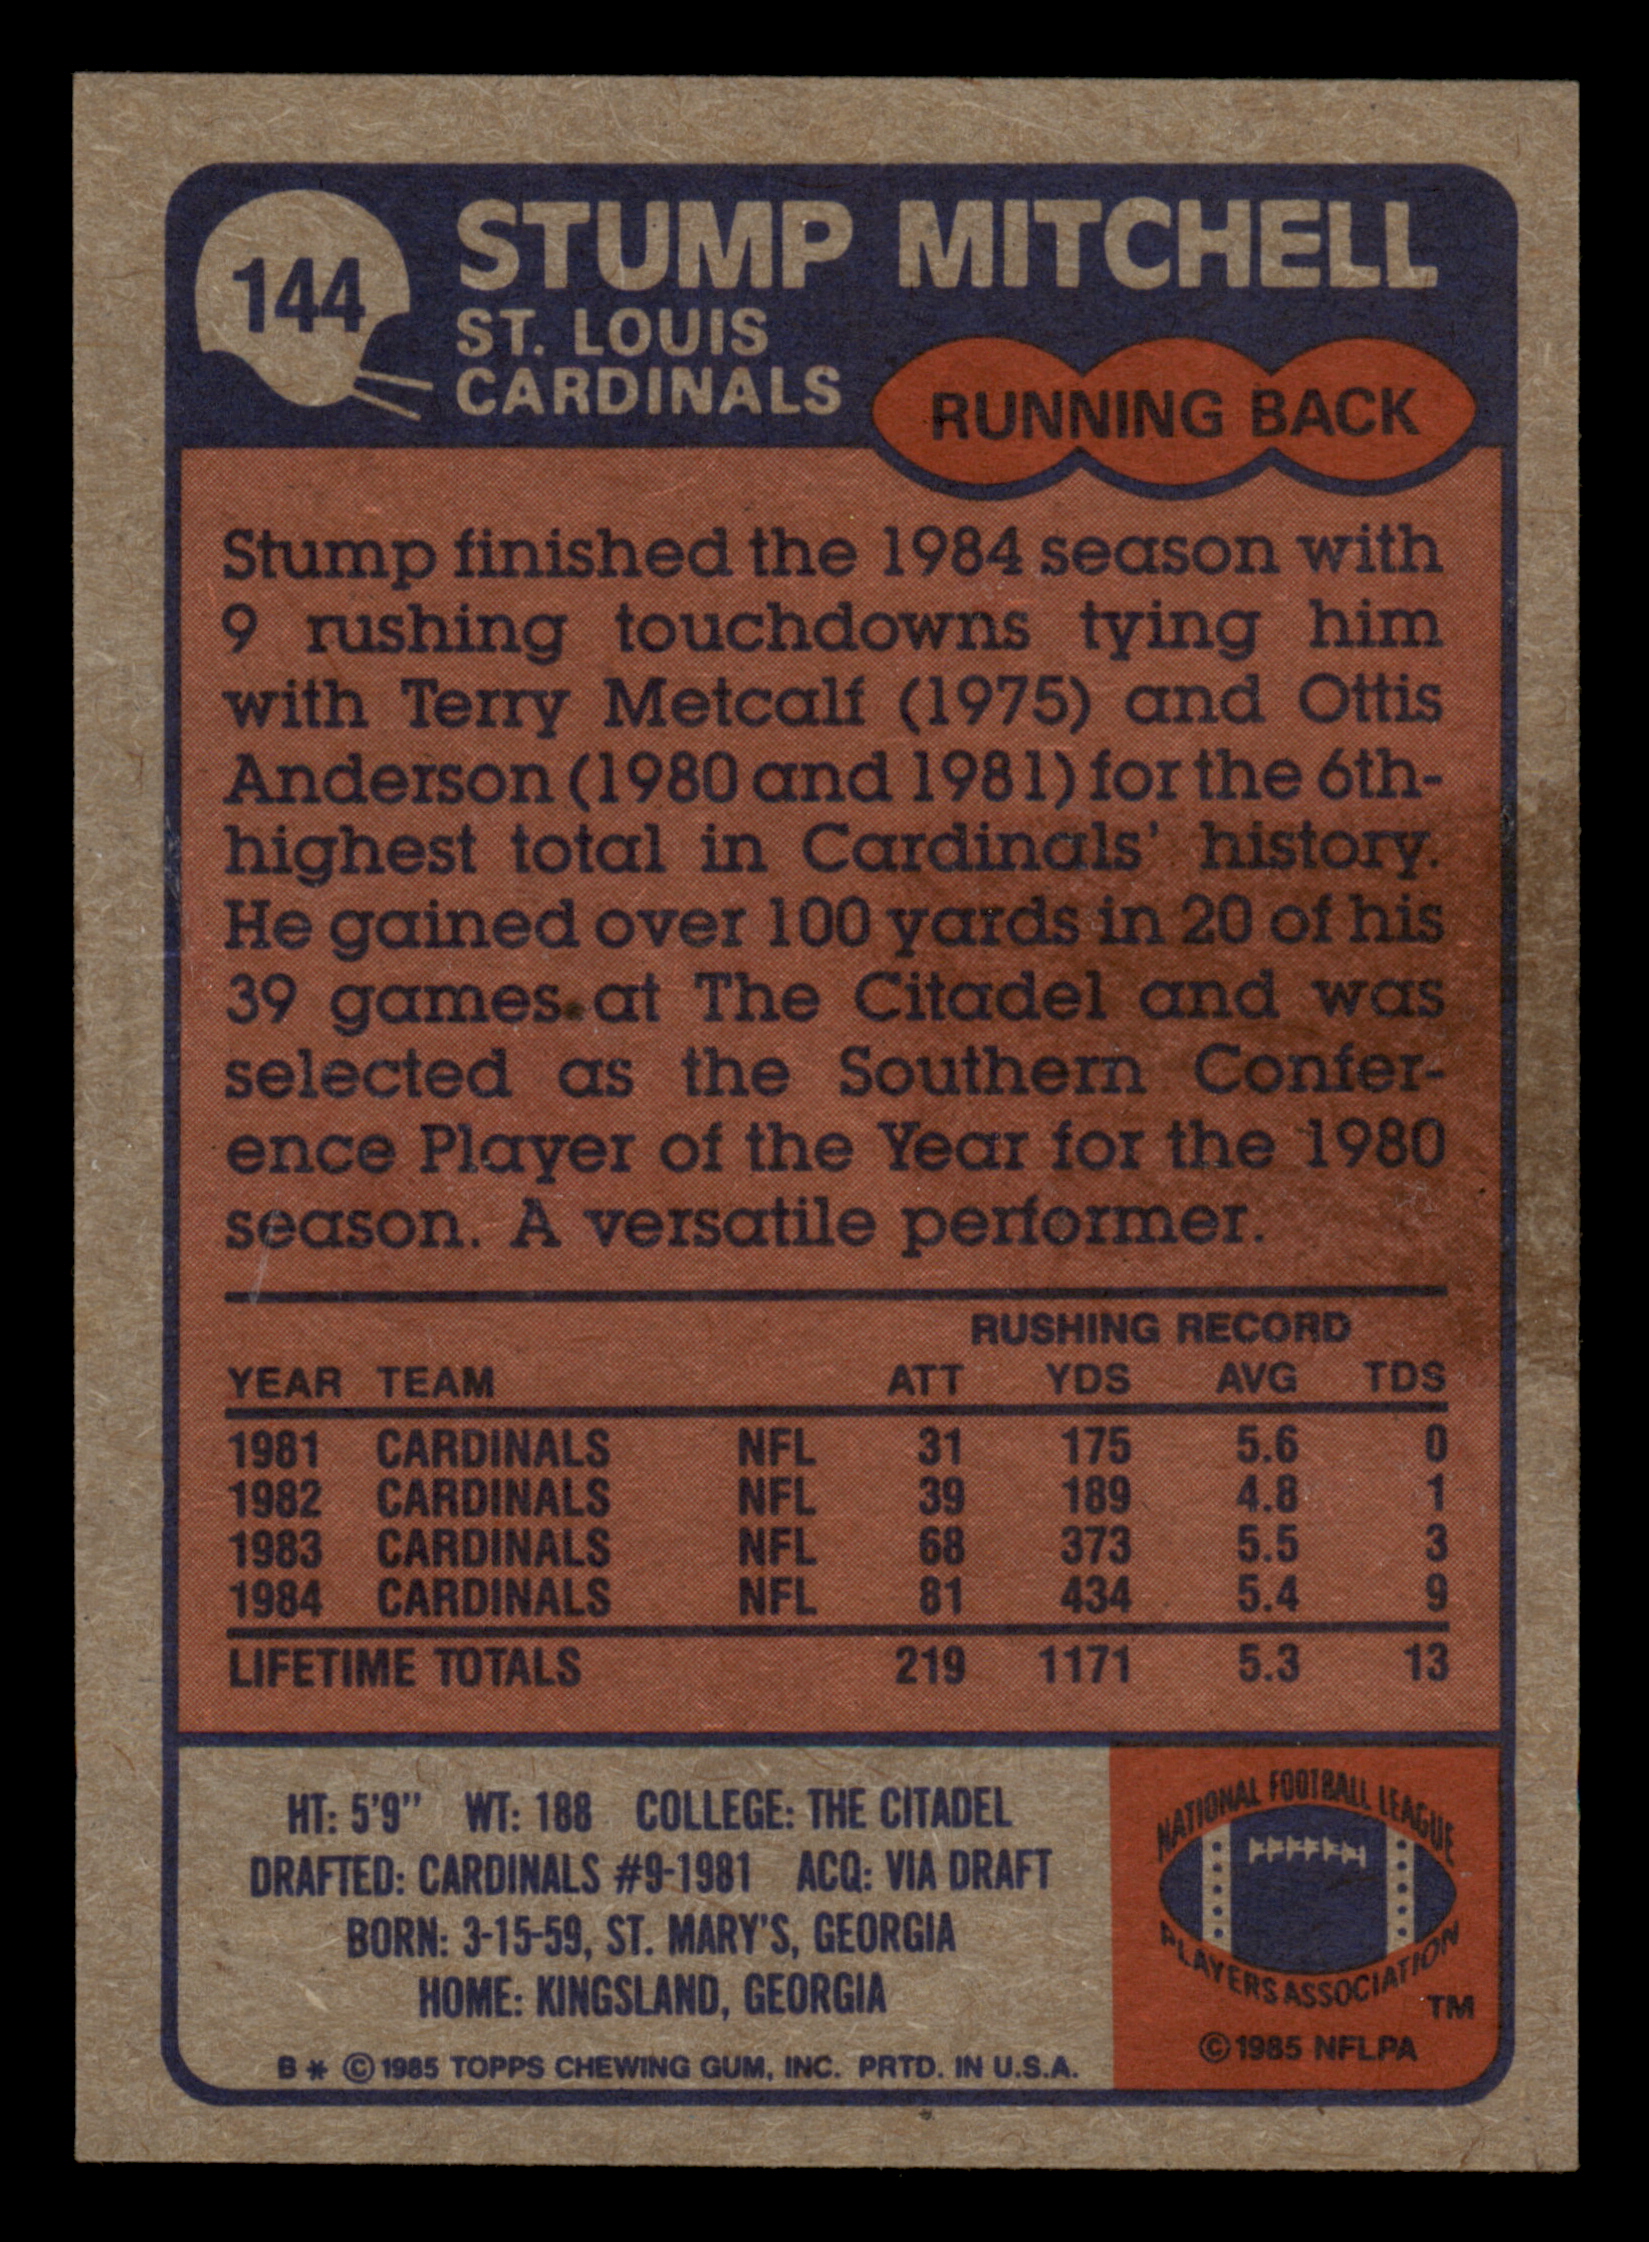 144
STUMP MITCHELL
ST. LOUIS
CARDINALS
RUNNING BACK
Stump finished the 1984 season with
9 rushing touchdowns tying him
with Terry Metcalf (1975) and Ottis
Anderson (1980 and 1981) for the 6th-
highest total in Cardinals' history.
He gained over 100 yards in 20 of his
39 games at The Citadel and was
selected as the Southern Confer-
ence Player of the Year for the 1980
season. A versatile performer.
RUSHING RECORD
YEAR TEAM ATT YDS AVG TDS
1981 CARDINALS NFL 31 175 5.6 0
1982 CARDINALS NFL 39 189 4.8 1
1983 CARDINALS NFL 68 373 5.5 3
1984 CARDINALS NFL 81 434 5.4 9
LIFETIME TOTALS 219 1171 5.3 13
HT: 5'9" WT: 188 COLLEGE: THE CITADEL
DRAFTED: CARDINALS #9-1981 ACQ: VIA DRAFT
BORN: 3-15-59, ST. MARY'S, GEORGIA
HOME: KINGSLAND, GEORGIA
B * © 1985 TOPPS CHEWING GUM, INC. PRTD. IN U.S.A.
NATIONAL FOOTBALL LEAGUE
PLAYERS ASSOCIATION
TM
© 1985 NFLPA